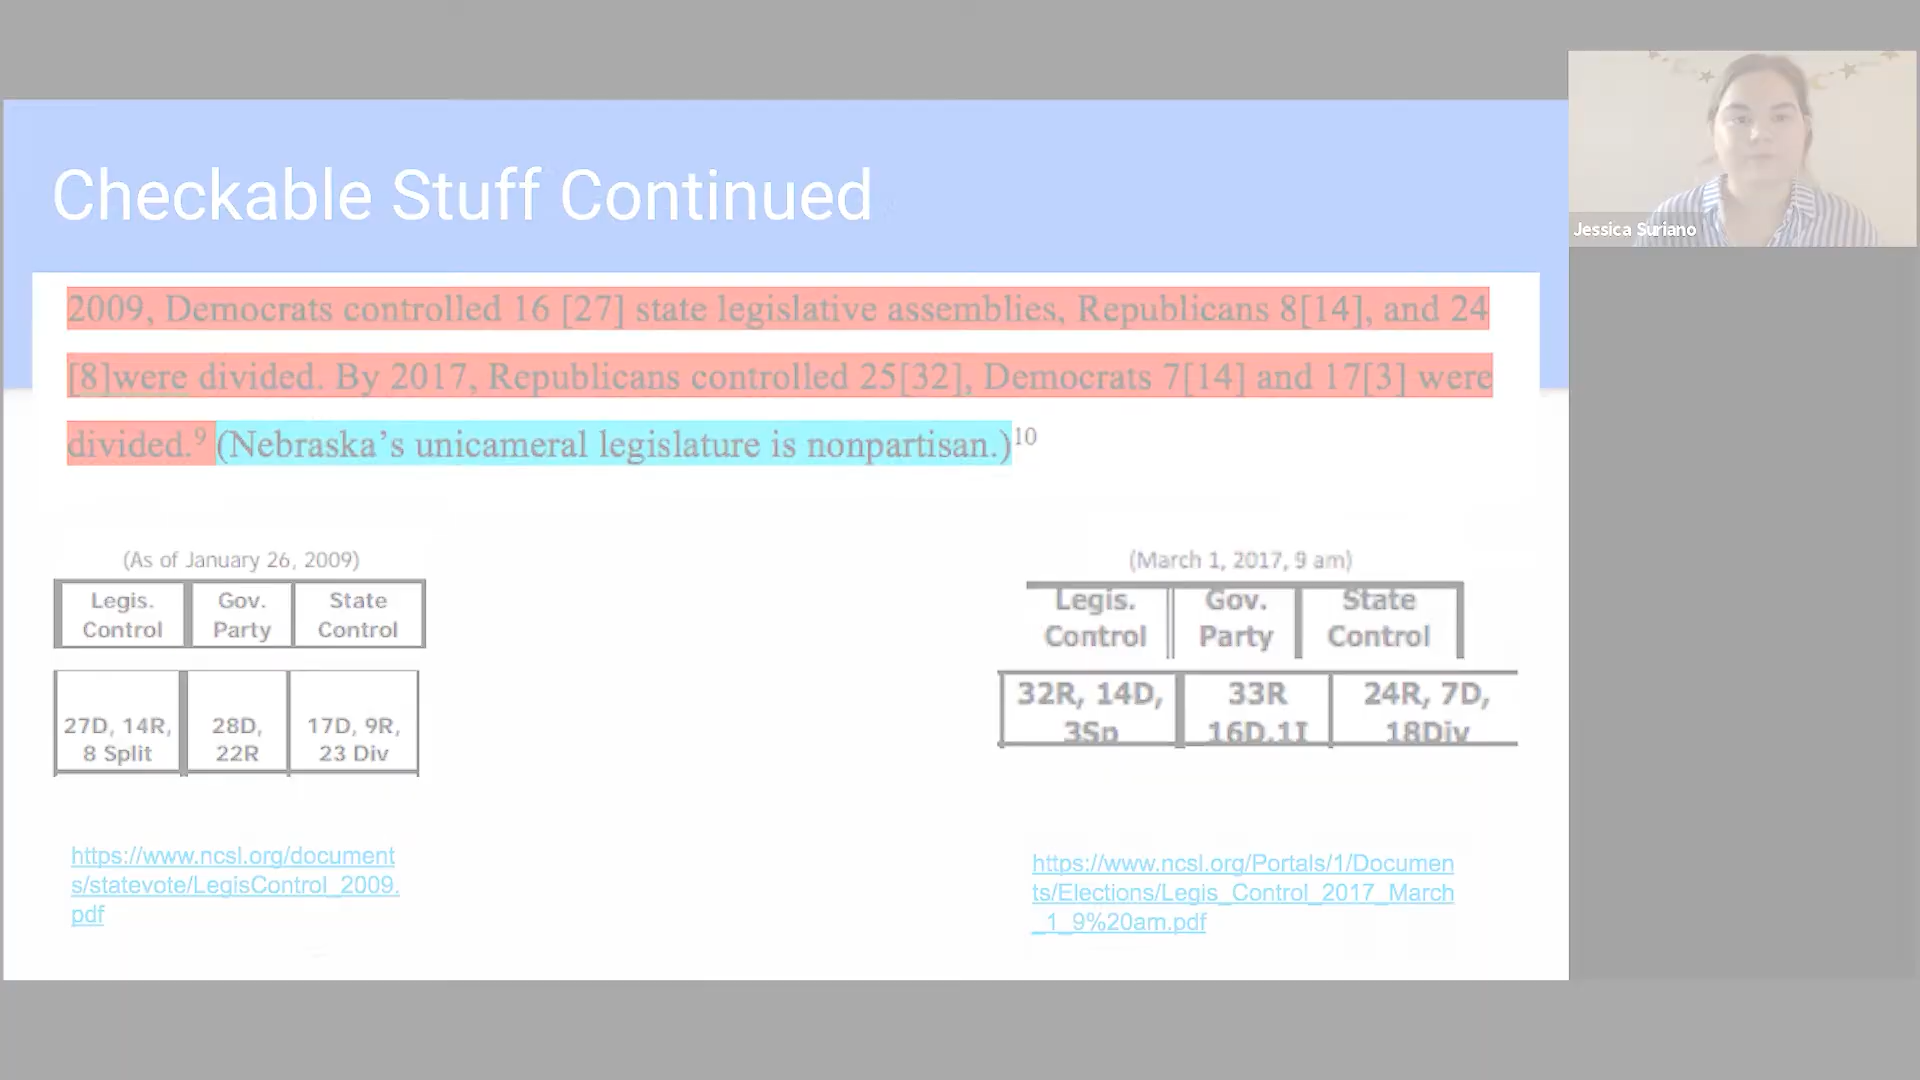 Checkable Stuff Continued
Jessica Suriano
2009, Democrats controlled 16 [27] state legislative assemblies, Republicans 8[14], and 24
[8]were divided. By 2017, Republicans controlled 25[32], Democrats 7[14] and 17[3] were
divided.9 (Nebraska’s unicameral legislature is nonpartisan.)10
(As of January 26, 2009)
Legis. Gov. State
Control Party Control
27D, 14R, 28D, 17D, 9R,
8 Split 22R 23 Div
https://www.ncsl.org/document
s/statevote/LegisControl_2009.
pdf
(March 1, 2017, 9 am)
Legis. Gov. State
Control Party Control
32R, 14D, 33R 24R, 7D,
3Sp 16D,1I 18Div
https://www.ncsl.org/Portals/1/Documen
ts/Elections/Legis_Control_2017_March
_1_9%20am.pdf